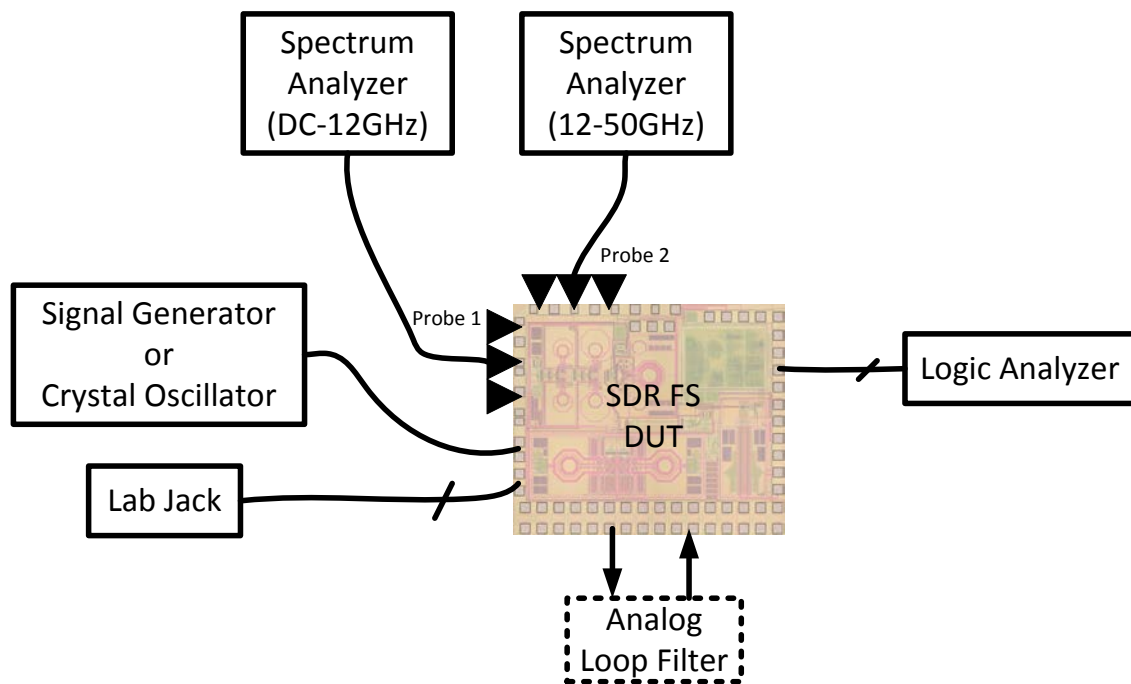 Spectrum
Analyzer
(DC-12GHz)
Spectrum
Analyzer
(12-50GHz)
Probe 2
Probe 1
Signal Generator
or
Crystal Oscillator
SDR FS
DUT
Logic Analyzer
Lab Jack
Analog
Loop Filter